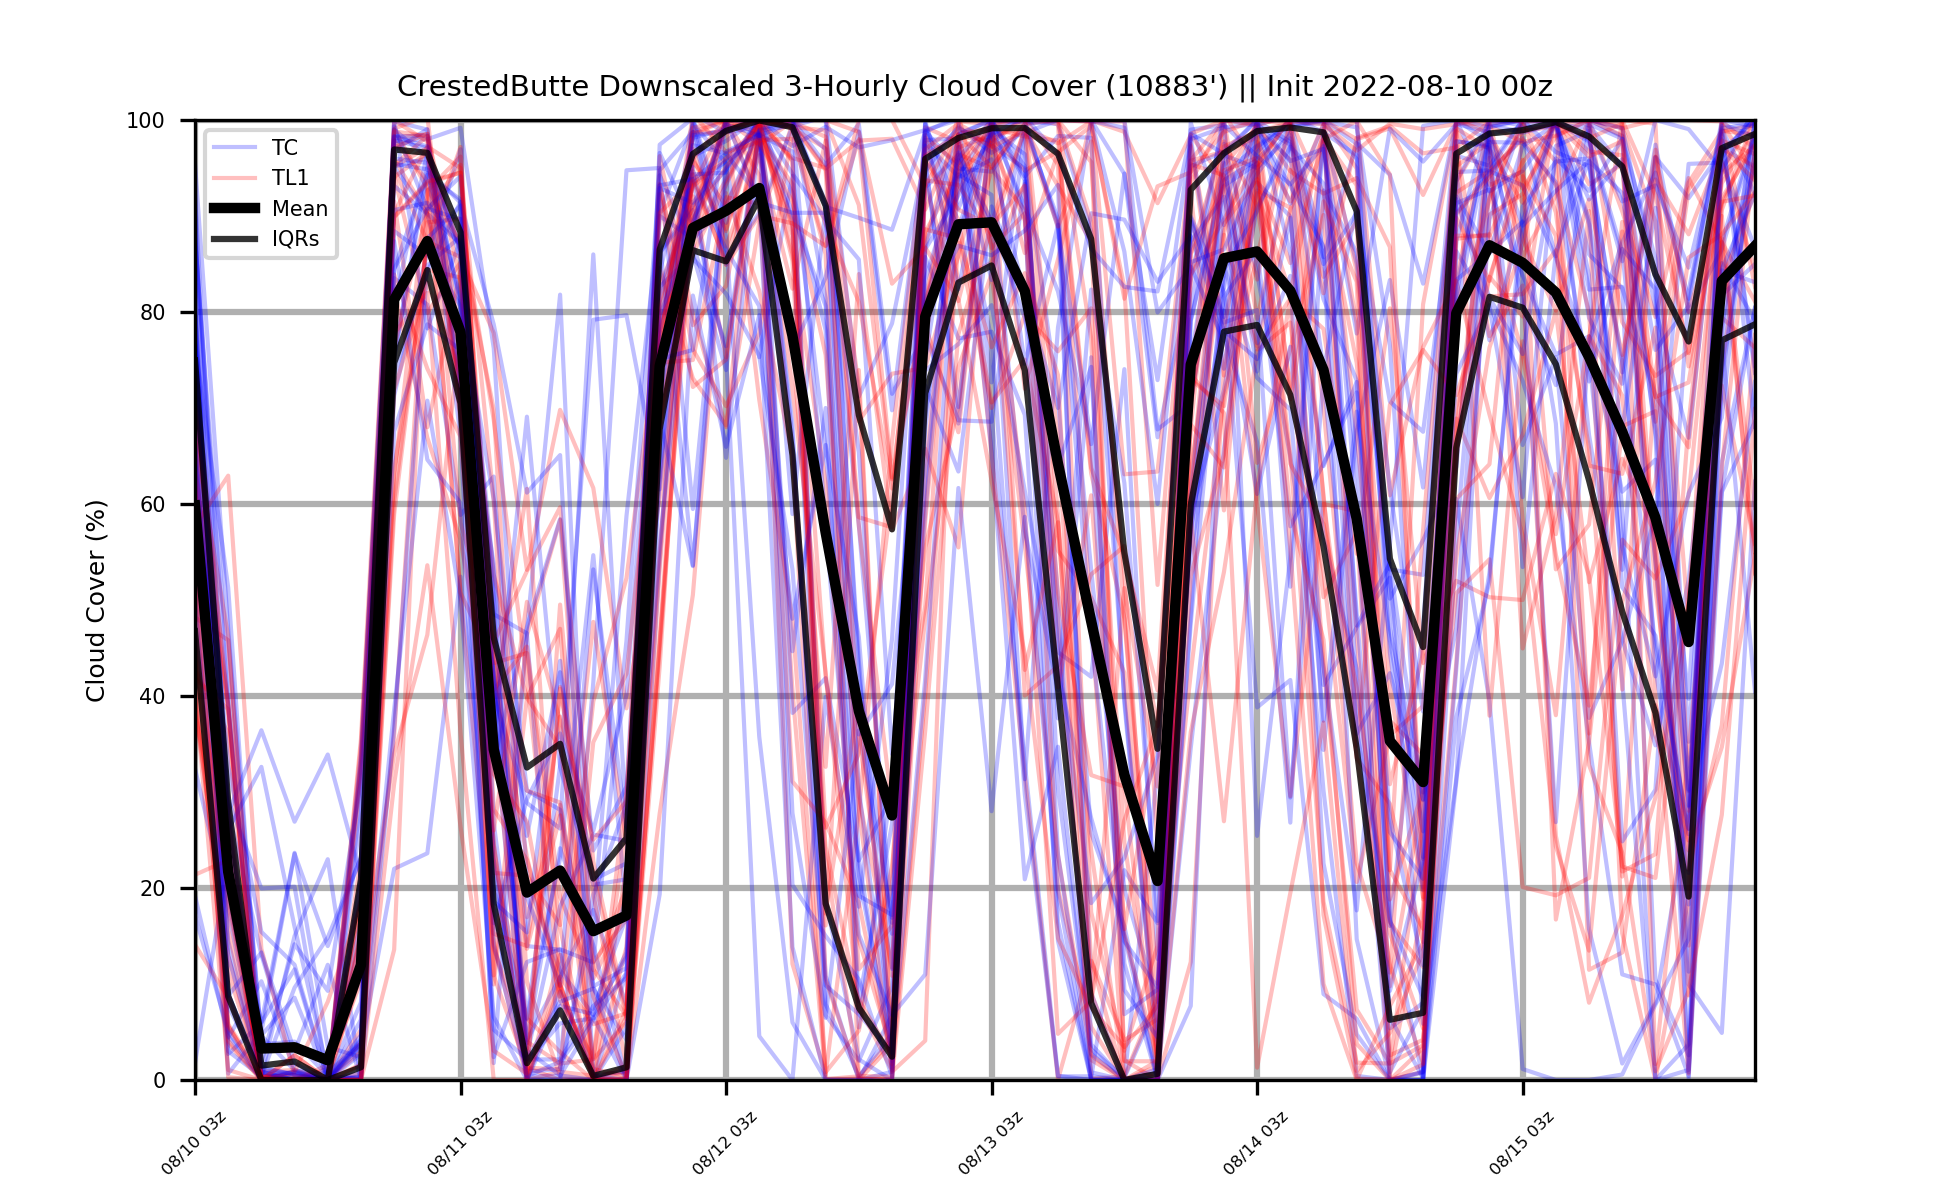 CrestedButte Downscaled 3-Hourly Cloud Cover (10883') || Init 2022-08-10 00z
TC
TL1
Mean
IQRs
Cloud Cover (%)
100
80
60
40
20
0
08/10 03z
08/11 03z
08/12 03z
08/13 03z
08/14 03z
08/15 03z